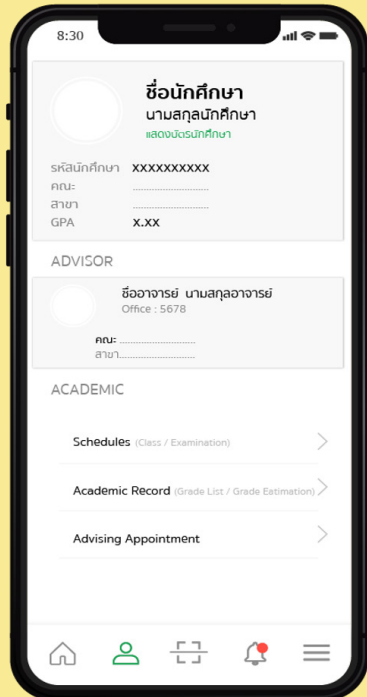 8:30
ชื่อนักศึกษา
นามสกุลนักศึกษา
แสดงบัตรนักศึกษา
รหัสนักศึกษา xxxxxxxxxx
คณะ ............................
สาขา ............................
GPA x.xx
ADVISOR
ชื่ออาจารย์ นามสกุลอาจารย์
Office : 5678
คณะ ............................
สาขา............................
ACADEMIC
Schedules (Class / Examination)
Academic Record (Grade List / Grade Eatimation)
Advising Appointment